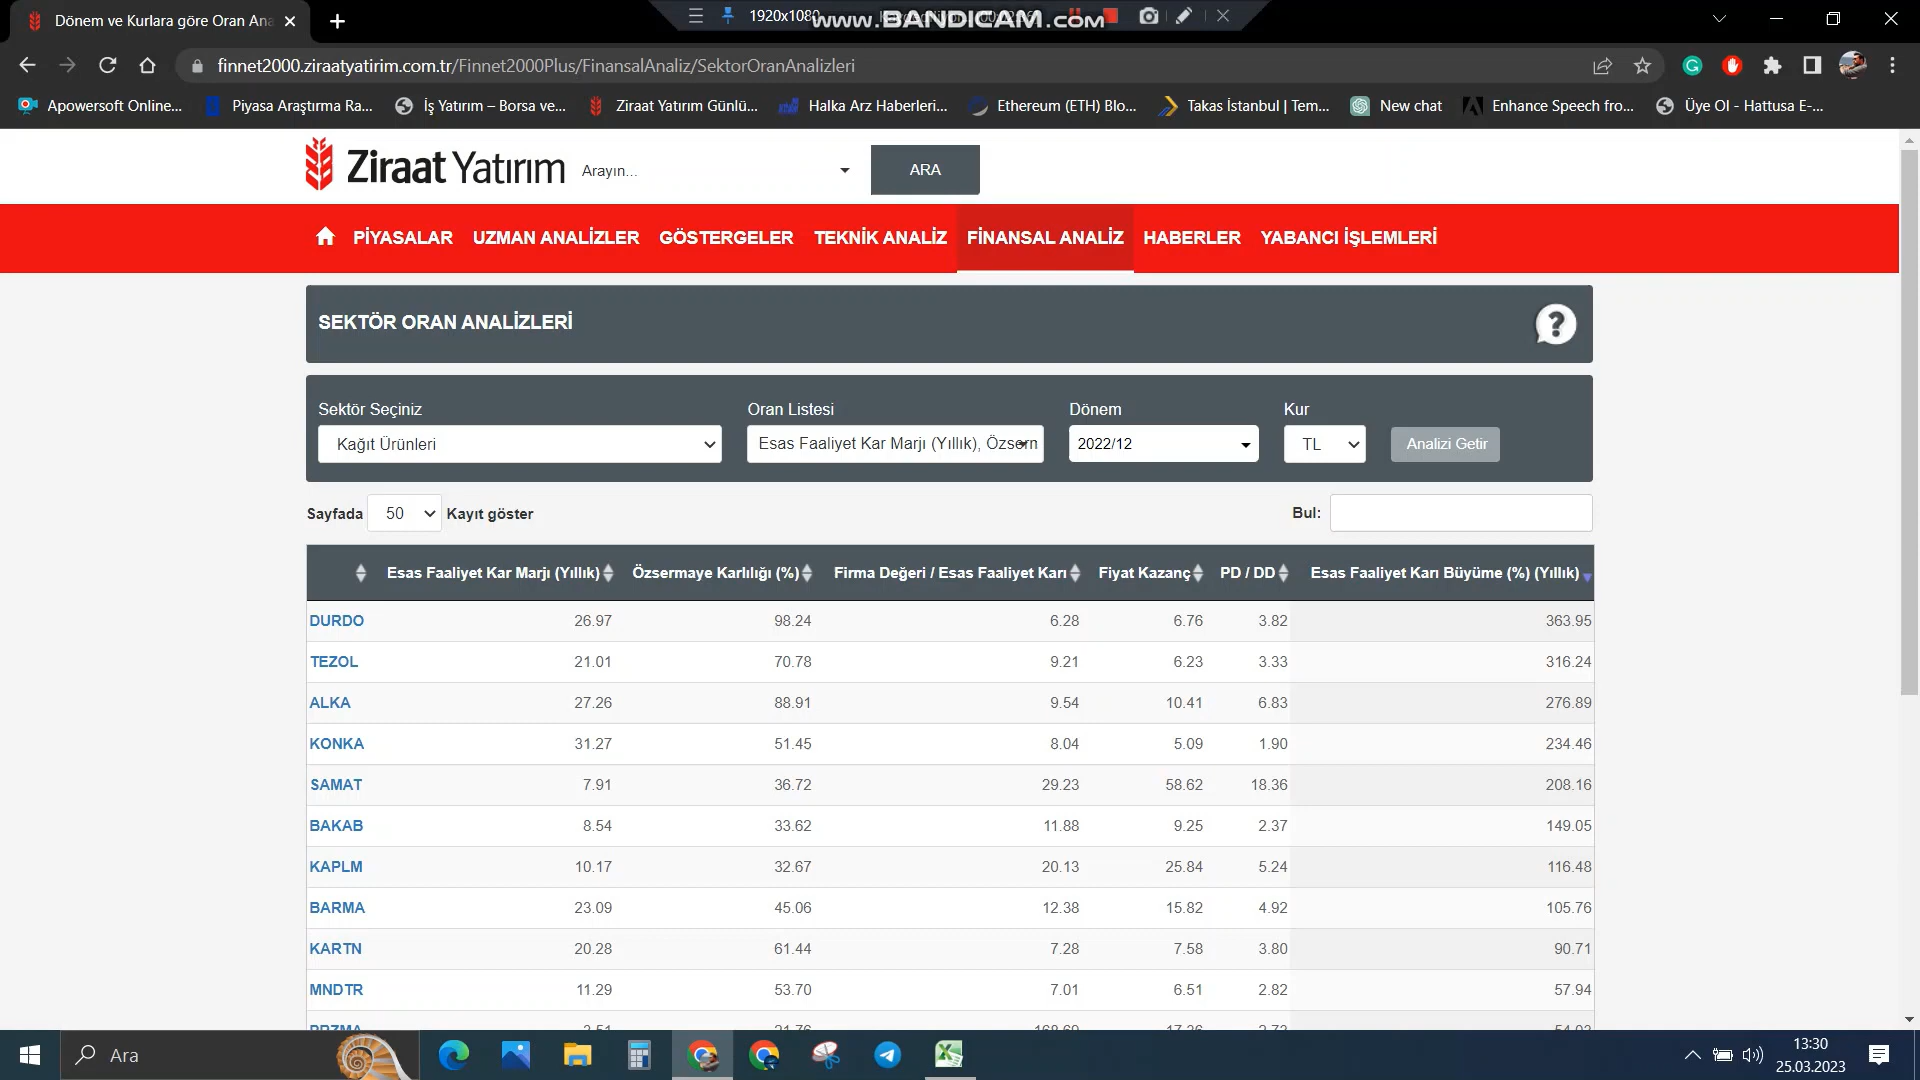 Dönem ve Kurlara göre Oran Ana
1920x1080
www.BANDICAM.com
finnet2000.ziraatyatirim.com.tr/Finnet2000Plus/FinansalAnaliz/SektorOranAnalizleri
Apowersoft Online... Piyasa Araştırma Ra... İş Yatırım – Borsa ve... Ziraat Yatırım Günlü... Halka Arz Haberleri... Ethereum (ETH) Blo... Takas İstanbul | Tem... New chat Enhance Speech fro... Üye Ol - Hattusa E-...
Ziraat Yatırım Arayın... ARA
PİYASALAR UZMAN ANALİZLER GÖSTERGELER TEKNİK ANALİZ FİNANSAL ANALİZ HABERLER YABANCI İŞLEMLERİ
SEKTÖR ORAN ANALİZLERİ ?
Sektör Seçiniz Oran Listesi Dönem Kur
Kağıt Ürünleri Esas Faaliyet Kar Marjı (Yıllık), Özserm 2022/12 TL Analizi Getir
Sayfada 50 Kayıt göster Bul:
Esas Faaliyet Kar Marjı (Yıllık) Özsermaye Karlılığı (%) Firma Değeri / Esas Faaliyet Karı Fiyat Kazanç PD / DD Esas Faaliyet Karı Büyüme (%) (Yıllık)
DURDO 26.97 98.24 6.28 6.76 3.82 363.95
TEZOL 21.01 70.78 9.21 6.23 3.33 316.24
ALKA 27.26 88.91 9.54 10.41 6.83 276.89
KONKA 31.27 51.45 8.04 5.09 1.90 234.46
SAMAT 7.91 36.72 29.23 58.62 18.36 208.16
BAKAB 8.54 33.62 11.88 9.25 2.37 149.05
KAPLM 10.17 32.67 20.13 25.84 5.24 116.48
BARMA 23.09 45.06 12.38 15.82 4.92 105.76
KARTN 20.28 61.44 7.28 7.58 3.80 90.71
MNDTR 11.29 53.70 7.01 6.51 2.82 57.94
Ara
13:30
25.03.2023